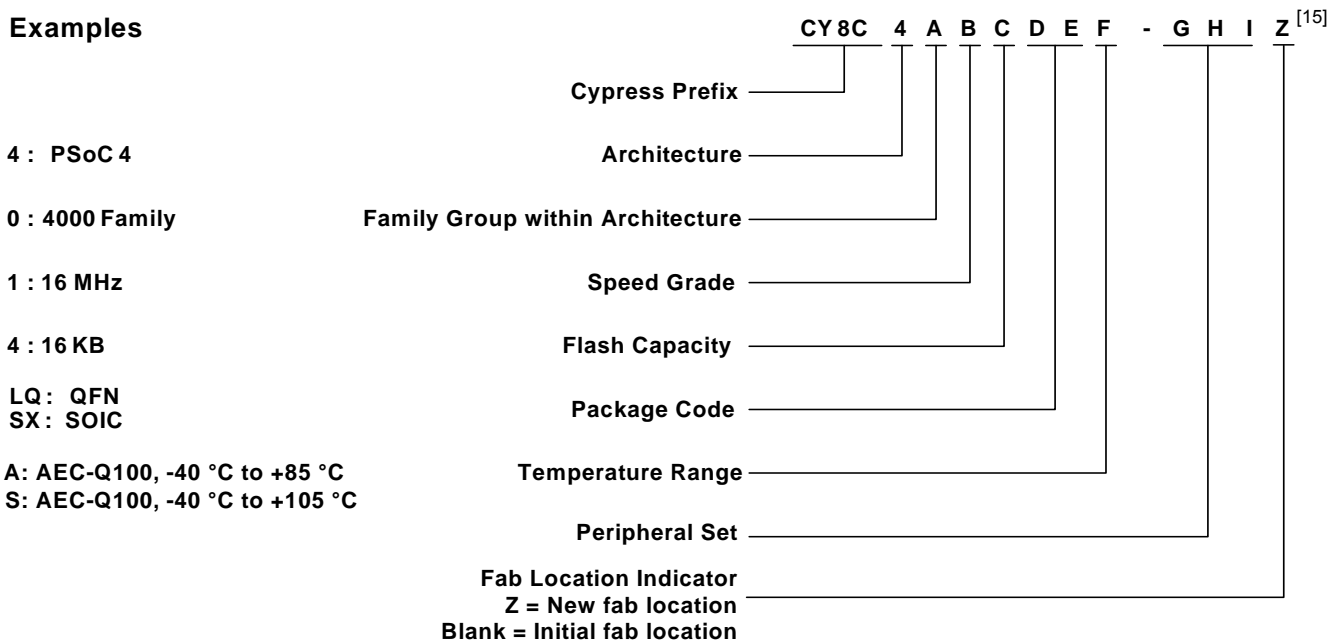 Examples CY8C 4 A B C D E F - G H I Z [15]
Cypress Prefix
4 : PSoC 4 Architecture
0 : 4000 Family Family Group within Architecture
1 : 16 MHz Speed Grade
4 : 16 KB Flash Capacity
LQ : QFN
SX : SOIC
Package Code
A: AEC-Q100, -40 °C to +85 °C Temperature Range
S: AEC-Q100, -40 °C to +105 °C
Peripheral Set
Fab Location Indicator
Z = New fab location
Blank = Initial fab location